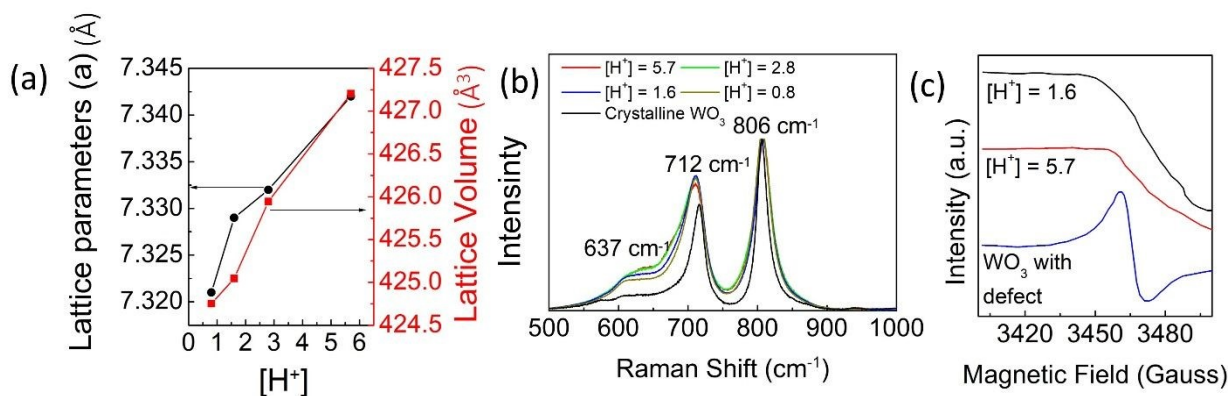 (a)
Lattice parameters (a) (Å)
7.345
7.340
7.335
7.330
7.325
7.320
0 1 2 3 4 5 6
[H⁺]
427.5
427.0
426.5
426.0
425.5
425.0
424.5
Lattice Volume (Å³)
(b)
Intensinty
[H⁺] = 5.7
[H⁺] = 2.8
[H⁺] = 1.6
[H⁺] = 0.8
Crystalline WO₃
806 cm⁻¹
712 cm⁻¹
637 cm⁻¹
500 600 700 800 900 1000
Raman Shift (cm⁻¹)
(c)
Intensity (a.u.)
[H⁺] = 1.6
[H⁺] = 5.7
WO₃ with
defect
3420 3450 3480
Magnetic Field (Gauss)